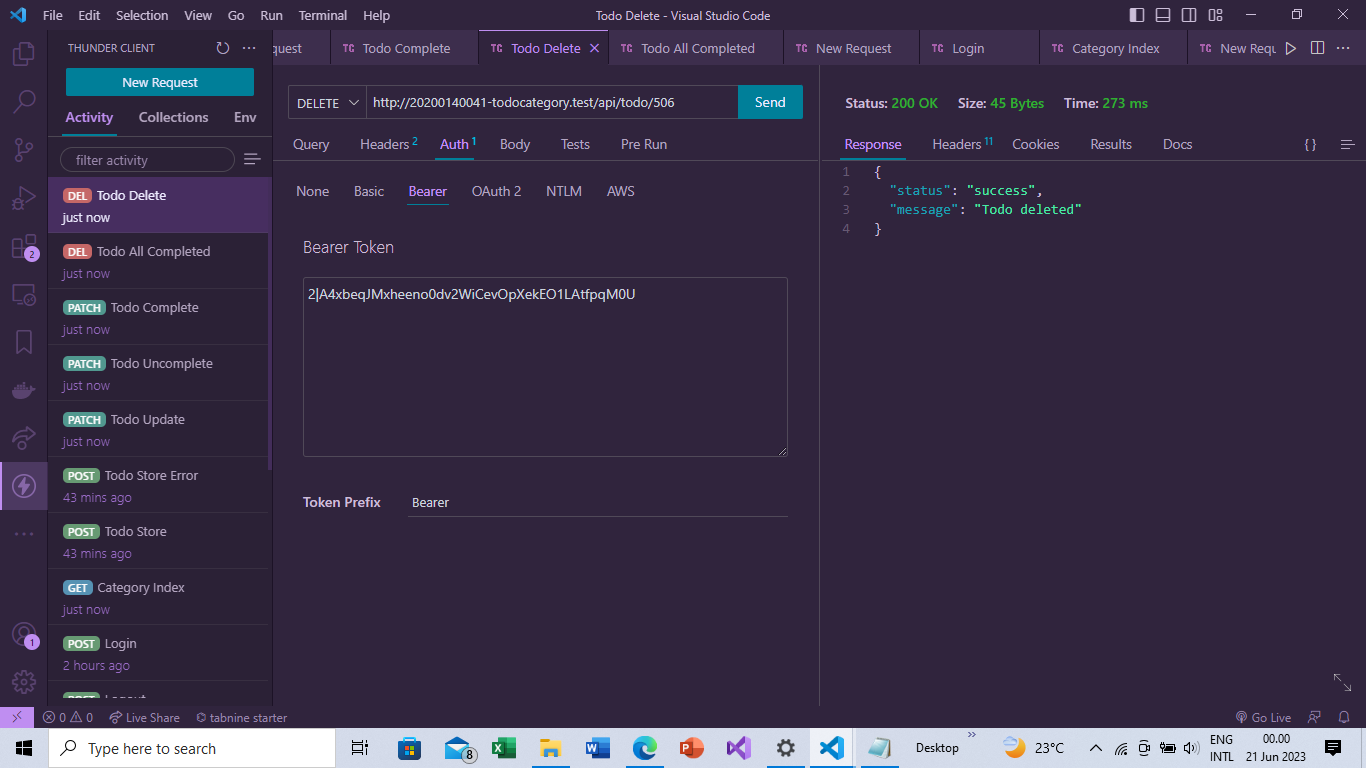 File Edit Selection View Go Run Terminal Help
Todo Delete - Visual Studio Code
THUNDER CLIENT
New Request
Activity Collections Env
filter activity
DEL Todo Delete
just now
DEL Todo All Completed
just now
PATCH Todo Complete
just now
PATCH Todo Uncomplete
just now
PATCH Todo Update
just now
POST Todo Store Error
43 mins ago
POST Todo Store
43 mins ago
GET Category Index
just now
POST Login
2 hours ago
POST Logout
2
1
quest TC Todo Complete TC Todo Delete TC Todo All Completed TC New Request TC Login TC Category Index TC New Requ
DELETE http://20200140041-todocategory.test/api/todo/506 Send
Query Headers 2 Auth 1 Body Tests Pre Run
None Basic Bearer OAuth 2 NTLM AWS
Bearer Token
2|A4xbeqJMxheeno0dv2WiCevOpXekEO1LAtfpqM0U
Token Prefix Bearer
Status: 200 OK Size: 45 Bytes Time: 273 ms
Response Headers 11 Cookies Results Docs {}
1 {
2 "status": "success",
3 "message": "Todo deleted"
4 }
0 0 Live Share tabnine starter Go Live
Type here to search
8
Desktop
23°C
ENG
INTL
00.00
21 Jun 2023